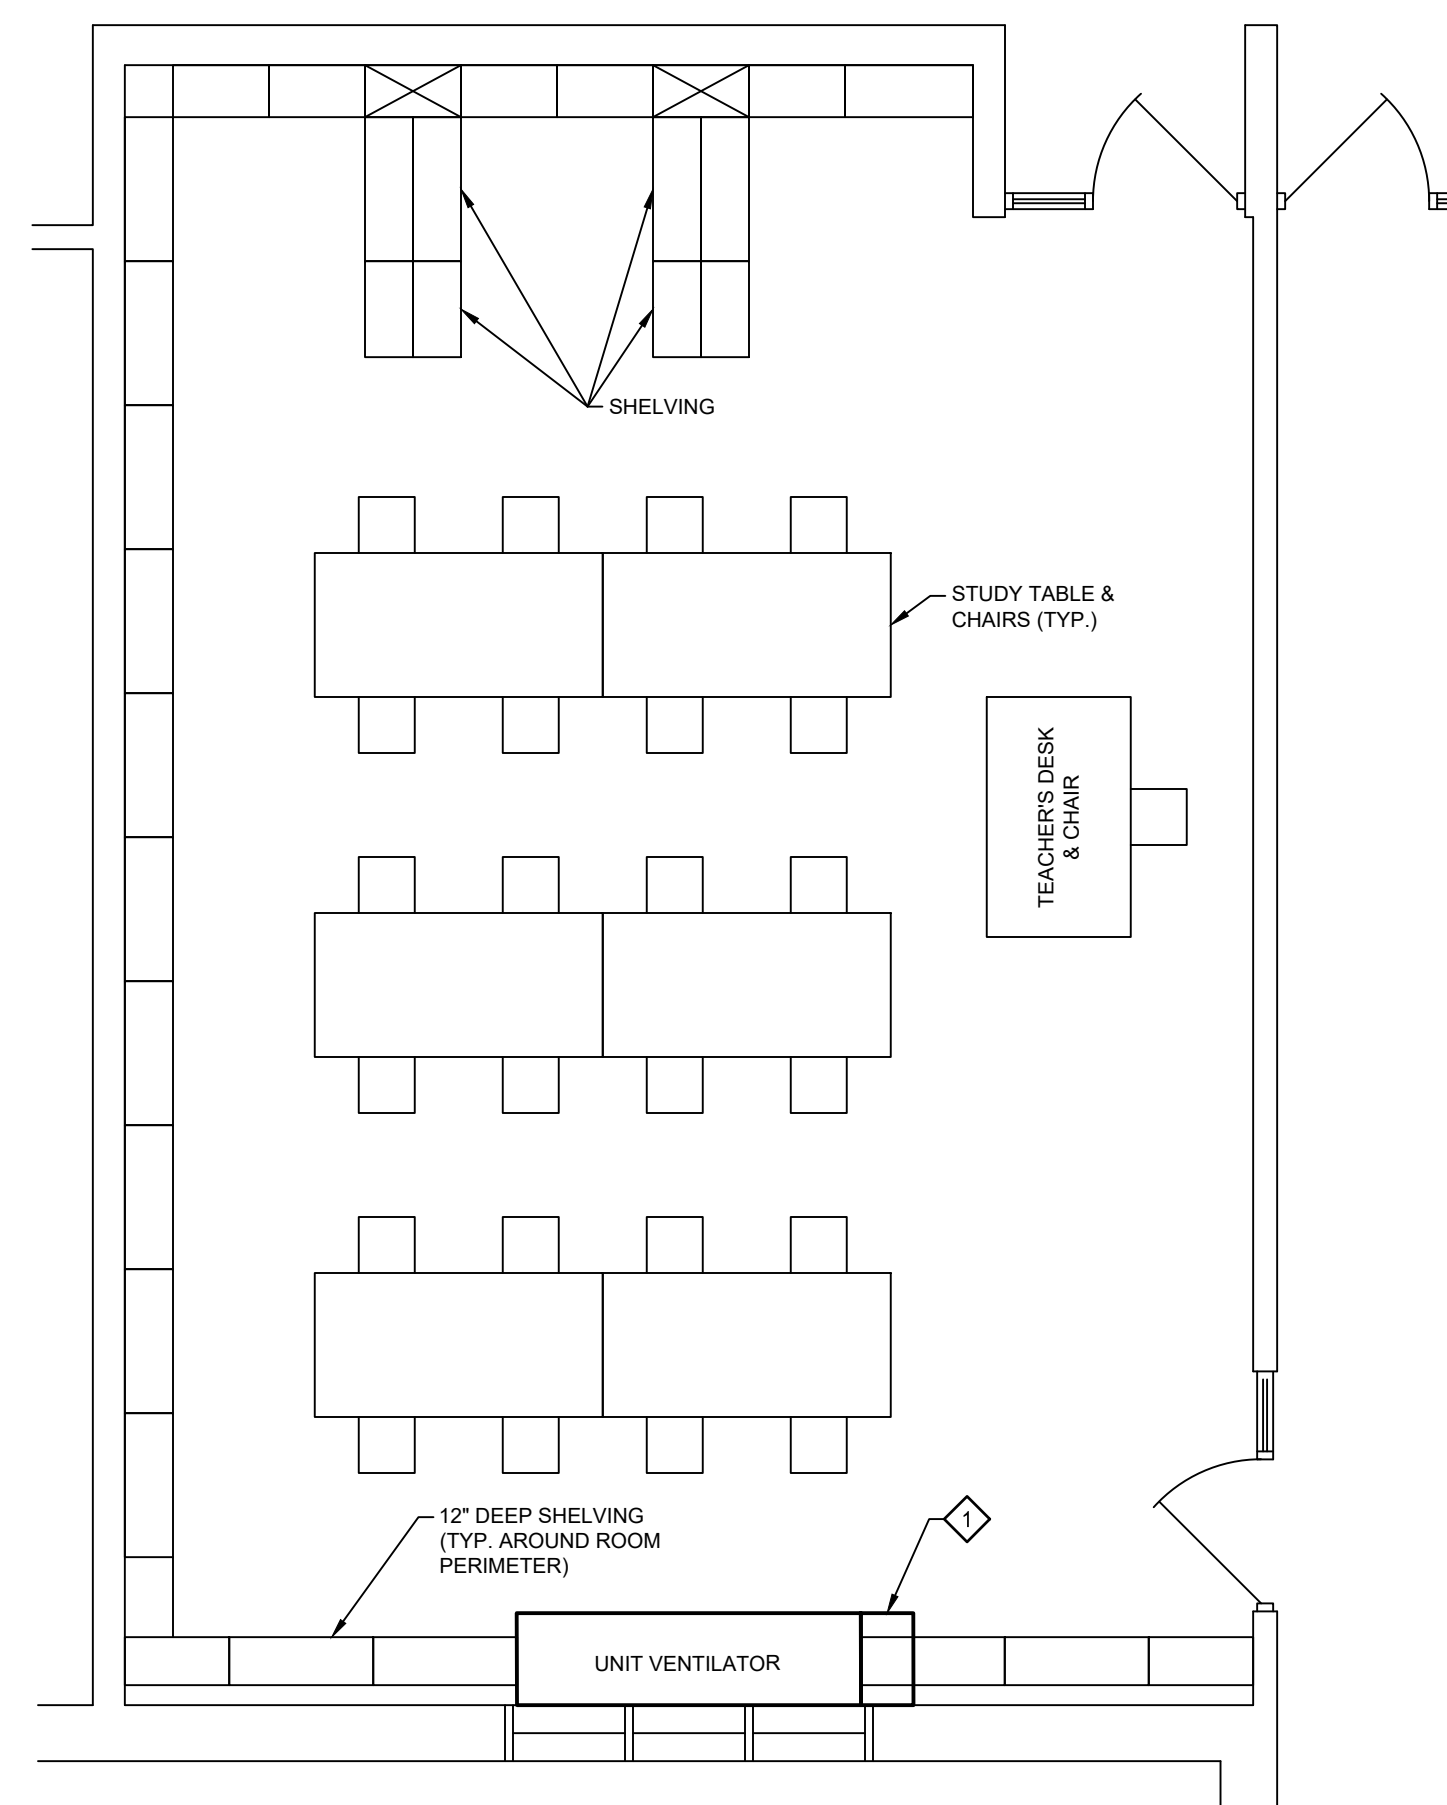 SHELVING
STUDY TABLE &
CHAIRS (TYP.)
TEACHER'S DESK
& CHAIR
12" DEEP SHELVING
(TYP. AROUND ROOM
PERIMETER)
1
UNIT VENTILATOR